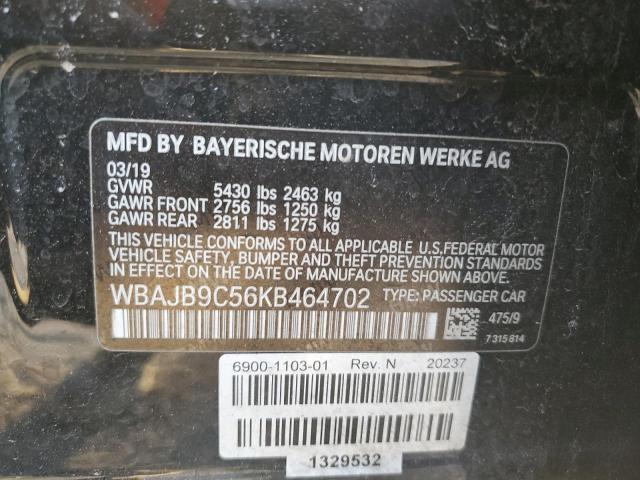 MFD BY BAYERISCHE MOTOREN WERKE AG
03/19
GVWR 5430 lbs 2463 kg
GAWR FRONT 2756 lbs 1250 kg
GAWR REAR 2811 lbs 1275 kg
THIS VEHICLE CONFORMS TO ALL APPLICABLE U.S.FEDERAL MOTOR
VEHICLE SAFETY, BUMPER AND THEFT PREVENTION STANDARDS
IN EFFECT ON THE DATE OF MANUFACTURE SHOWN ABOVE.
WBAJB9C56KB464702 TYPE: PASSENGER CAR
475/9
7315814
6900-1103-01 Rev. N 20237
1329532